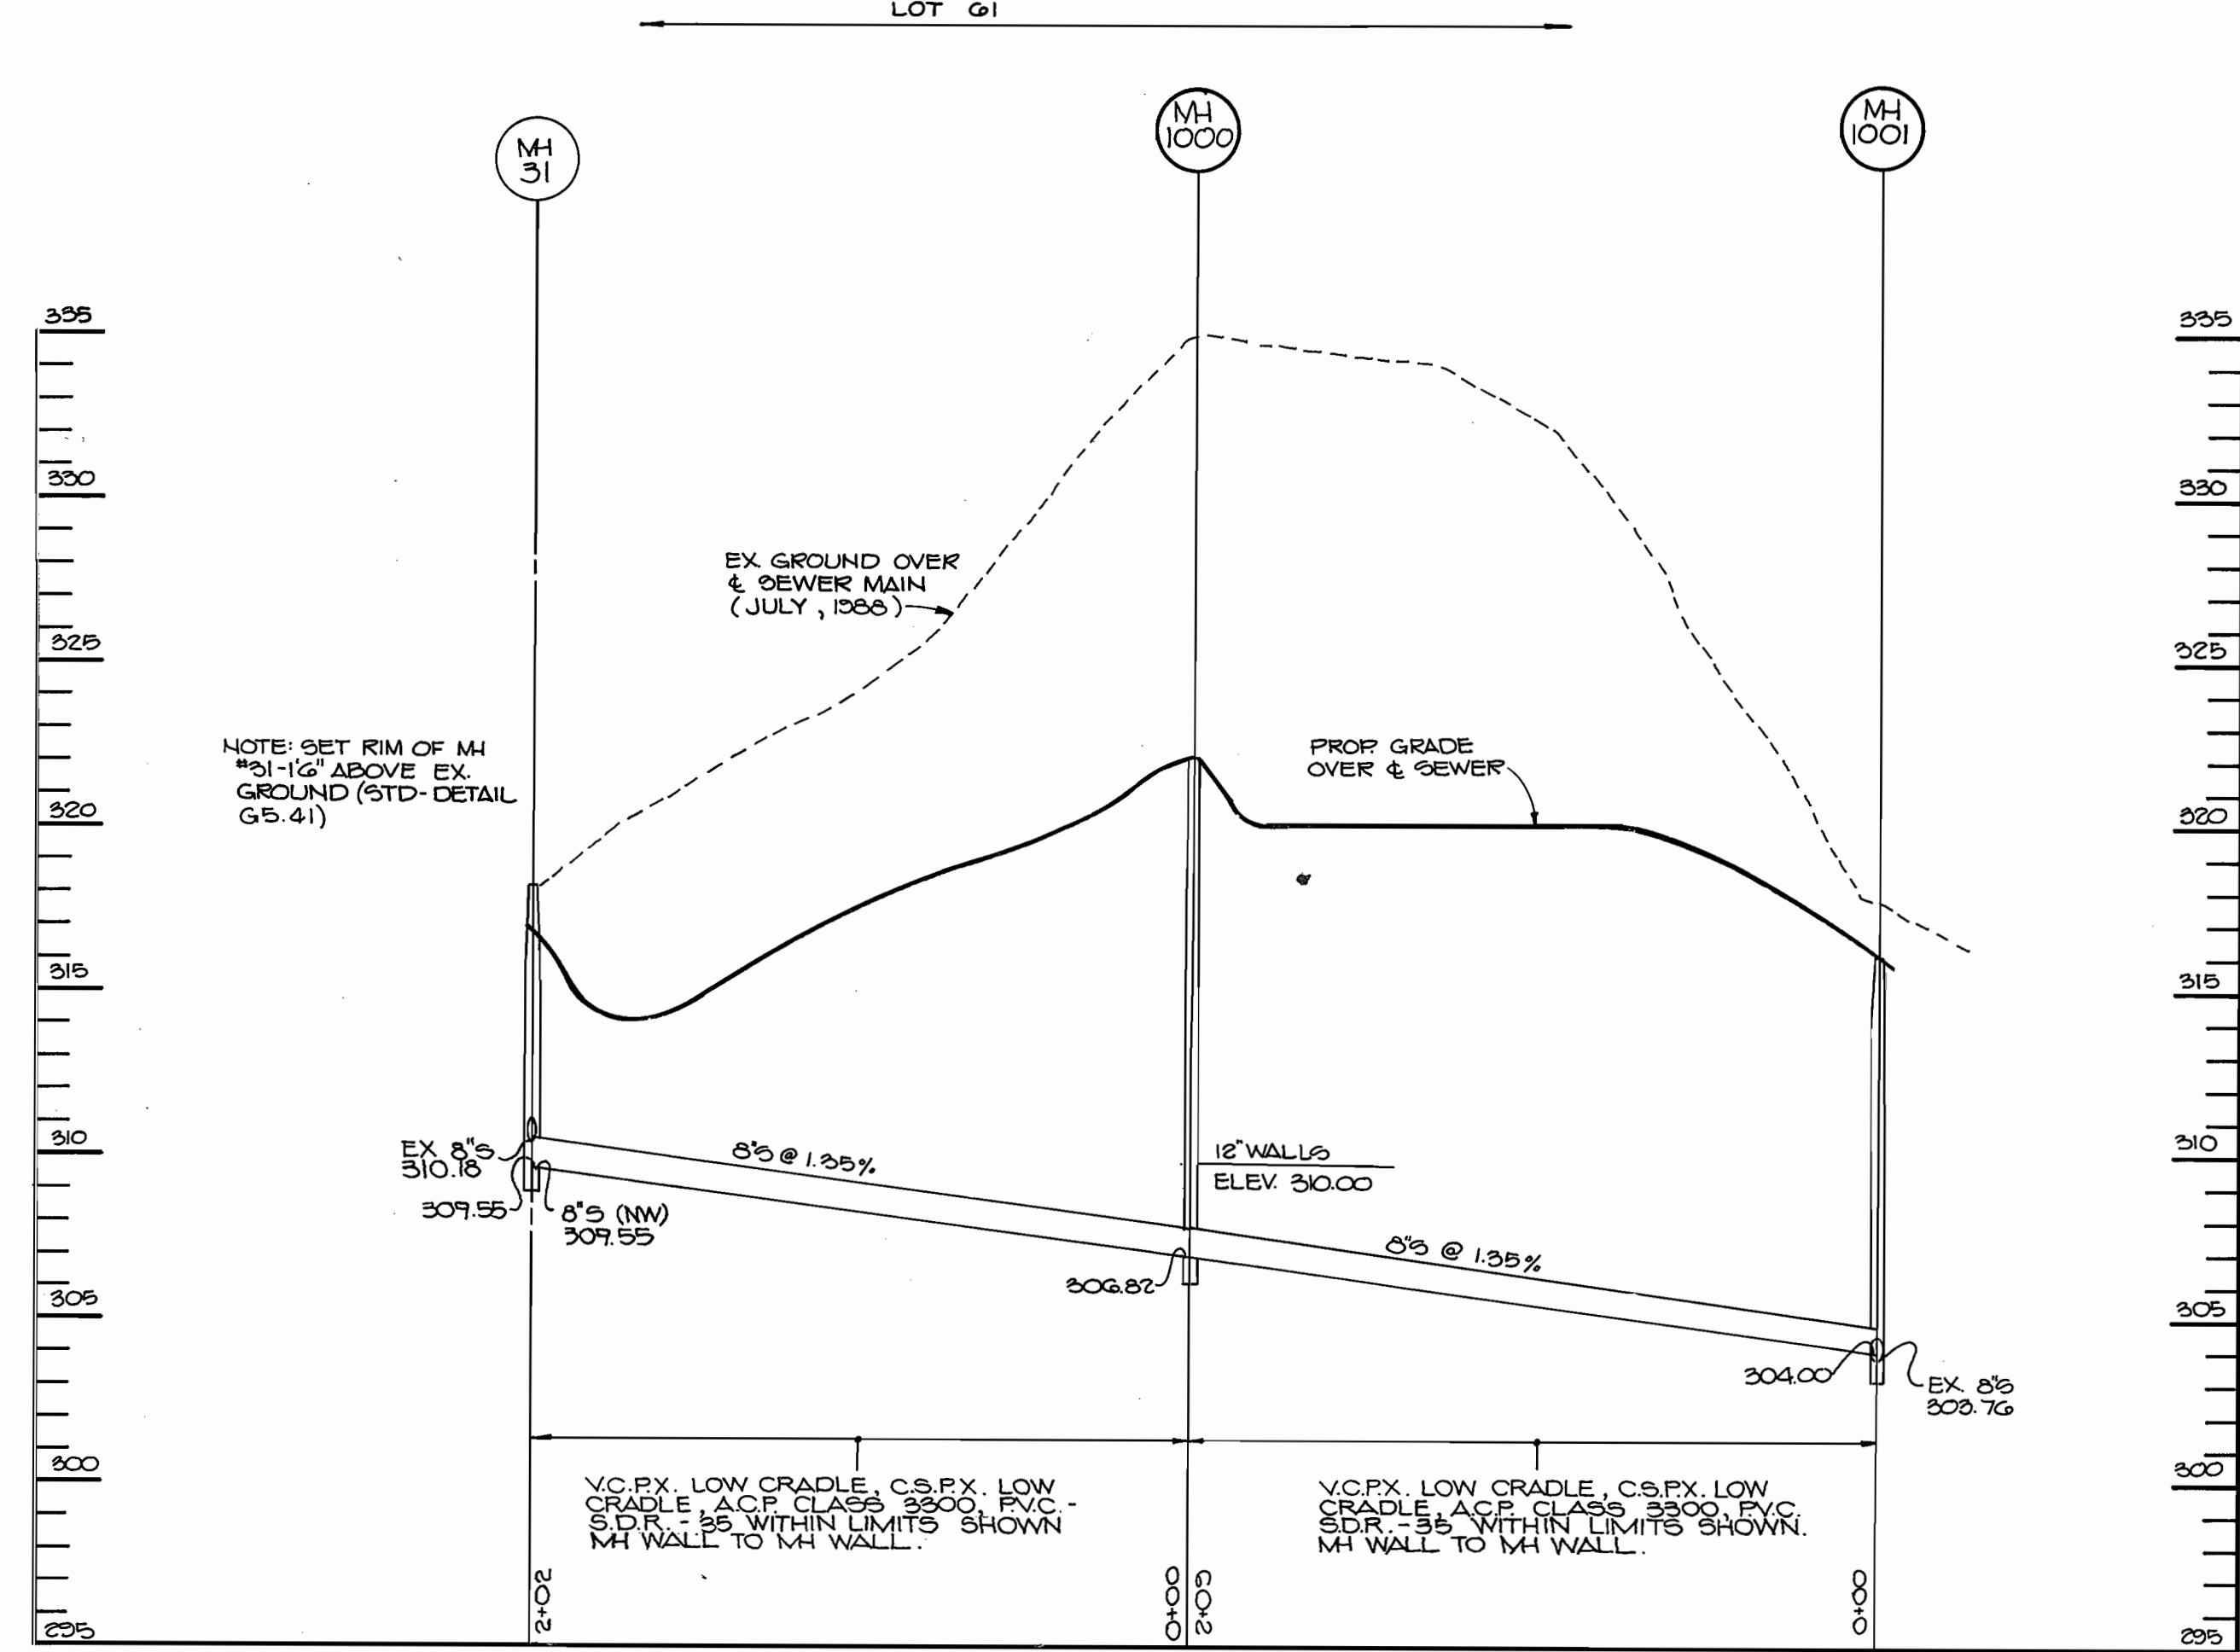 LOT 61
MH
31
MH
1000
MH
1001
335
330
325
320
315
310
305
300
295
335
330
325
320
315
310
305
300
295
EX. GROUND OVER
℄ SEWER MAIN
(JULY, 1988)
NOTE: SET RIM OF MH
#31-1'6" ABOVE EX.
GROUND (STD-DETAIL
G5.41)
PROP. GRADE
OVER ℄ SEWER
EX 8"S
310.18
309.55
8"S (NW)
309.55
8"S @ 1.35%
12" WALLS
ELEV. 310.00
306.82
8"S @ 1.35%
304.00
EX. 8"S
303.76
V.C.P.X. LOW CRADLE, C.S.P.X. LOW
CRADLE, A.C.P. CLASS 3300, P.V.C.-
S.D.R.-35 WITHIN LIMITS SHOWN
MH WALL TO MH WALL.
V.C.P.X. LOW CRADLE, C.S.P.X. LOW
CRADLE, A.C.P. CLASS 3300, P.V.C.
S.D.R.-35 WITHIN LIMITS SHOWN.
MH WALL TO MH WALL.
2+02
0+00
2+09
0+00